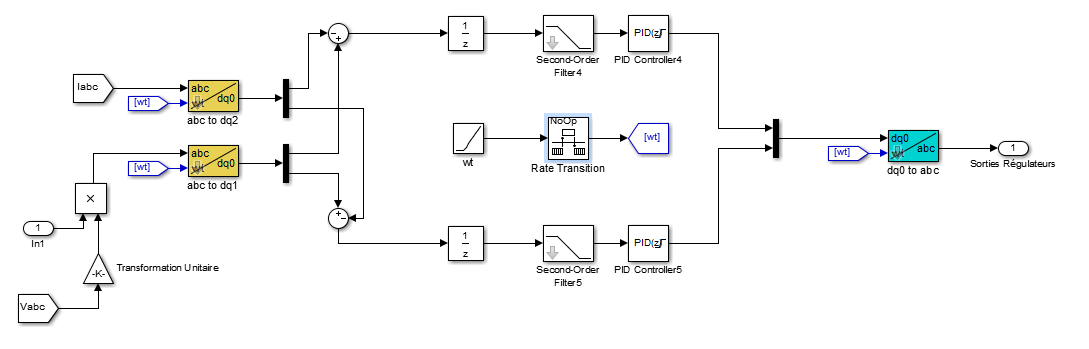 1
z
PID(z)
Second-Order
Filter4
PID Controller4
Iabc
[wt]
abc
wt
dq0
abc to dq2
NoOp
[wt]
wt
Rate Transition
dq0
wt
abc
[wt]
dq0 to abc
1
Sorties Régulateurs
[wt]
abc
wt
dq0
abc to dq1
×
1
In1
-K-
Transformation Unitaire
Vabc
1
z
PID(z)
Second-Order
Filter5
PID Controller5